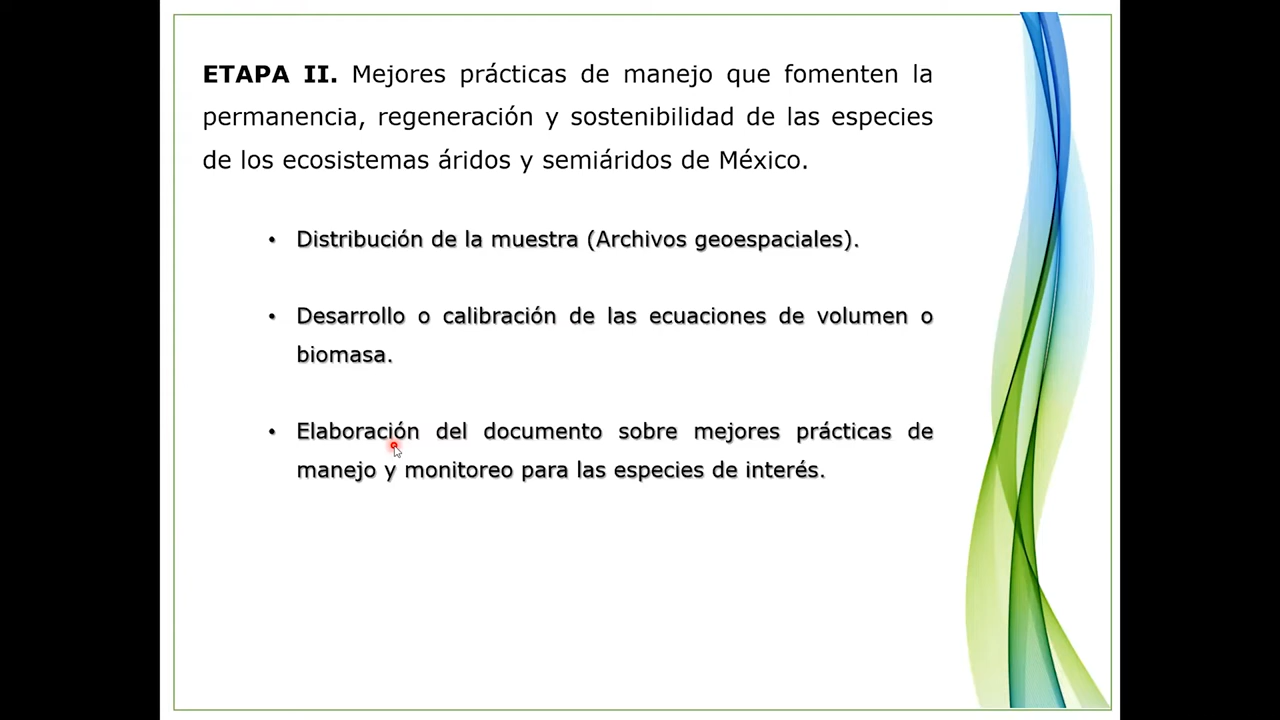 ETAPA II. Mejores prácticas de manejo que fomenten la
permanencia, regeneración y sostenibilidad de las especies
de los ecosistemas áridos y semiáridos de México.
• Distribución de la muestra (Archivos geoespaciales).
• Desarrollo o calibración de las ecuaciones de volumen o
biomasa.
• Elaboración del documento sobre mejores prácticas de
manejo y monitoreo para las especies de interés.